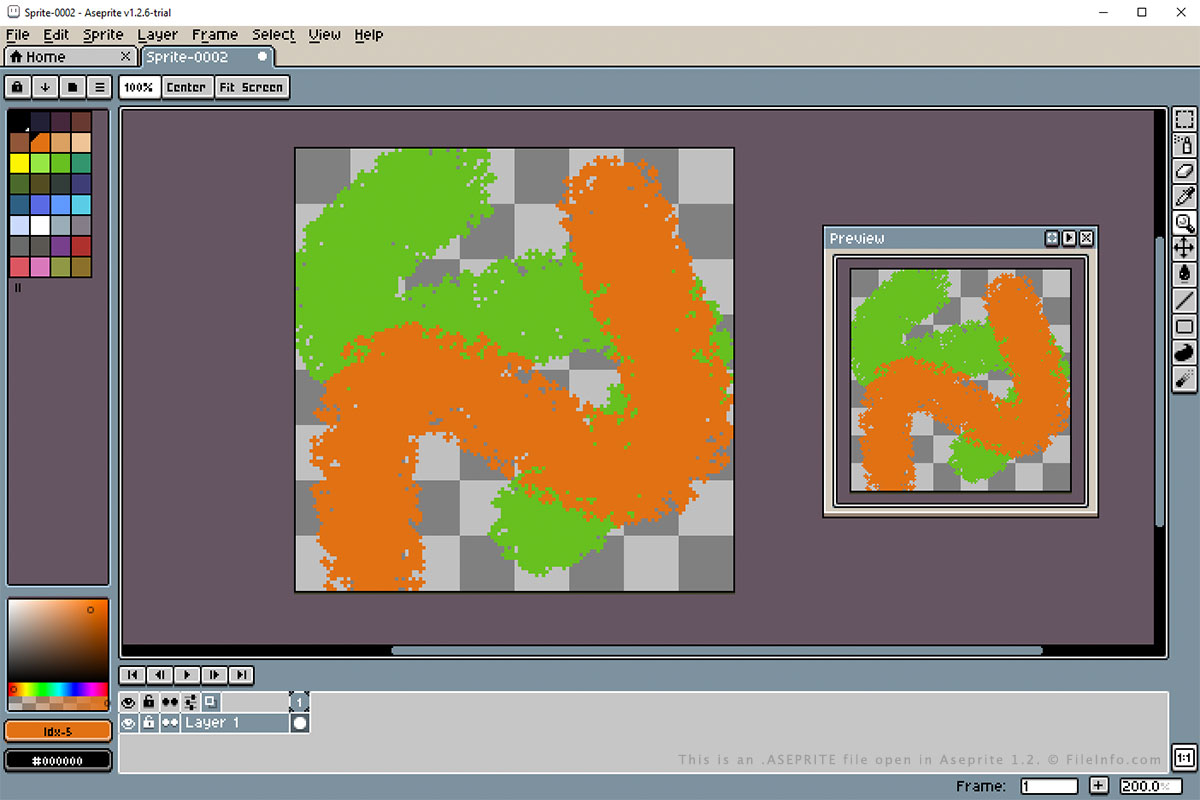 Sprite-0002 - Aseprite v1.2.6-trial
File Edit Sprite Layer Frame Select View Help
Home Sprite-0002
100% Center Fit Screen
Preview
1
Layer 1
Idx-5
#000000
This is an .ASEPRITE file open in Aseprite 1.2. © FileInfo.com
1:1
Frame: 1 + 200.0%